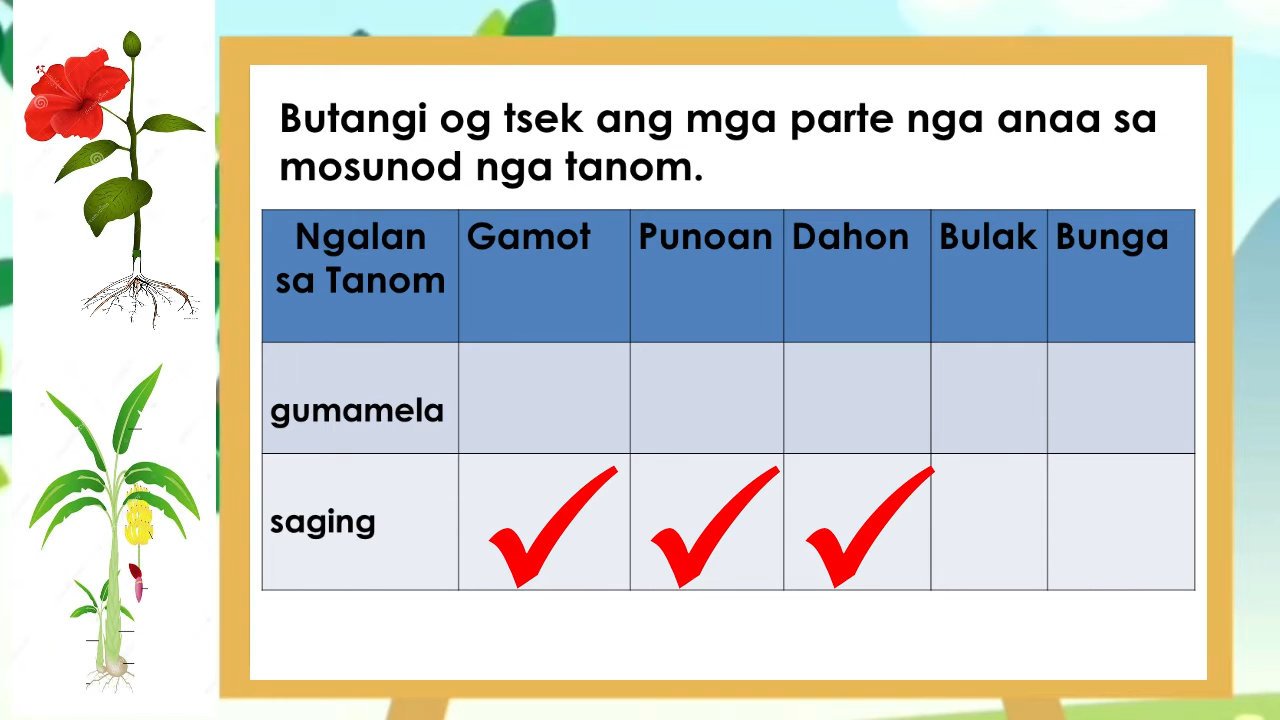 Butangi og tsek ang mga parte nga anaa sa
mosunod nga tanom.
Ngalan sa Tanom Gamot Punoan Dahon Bulak Bunga
gumamela
saging